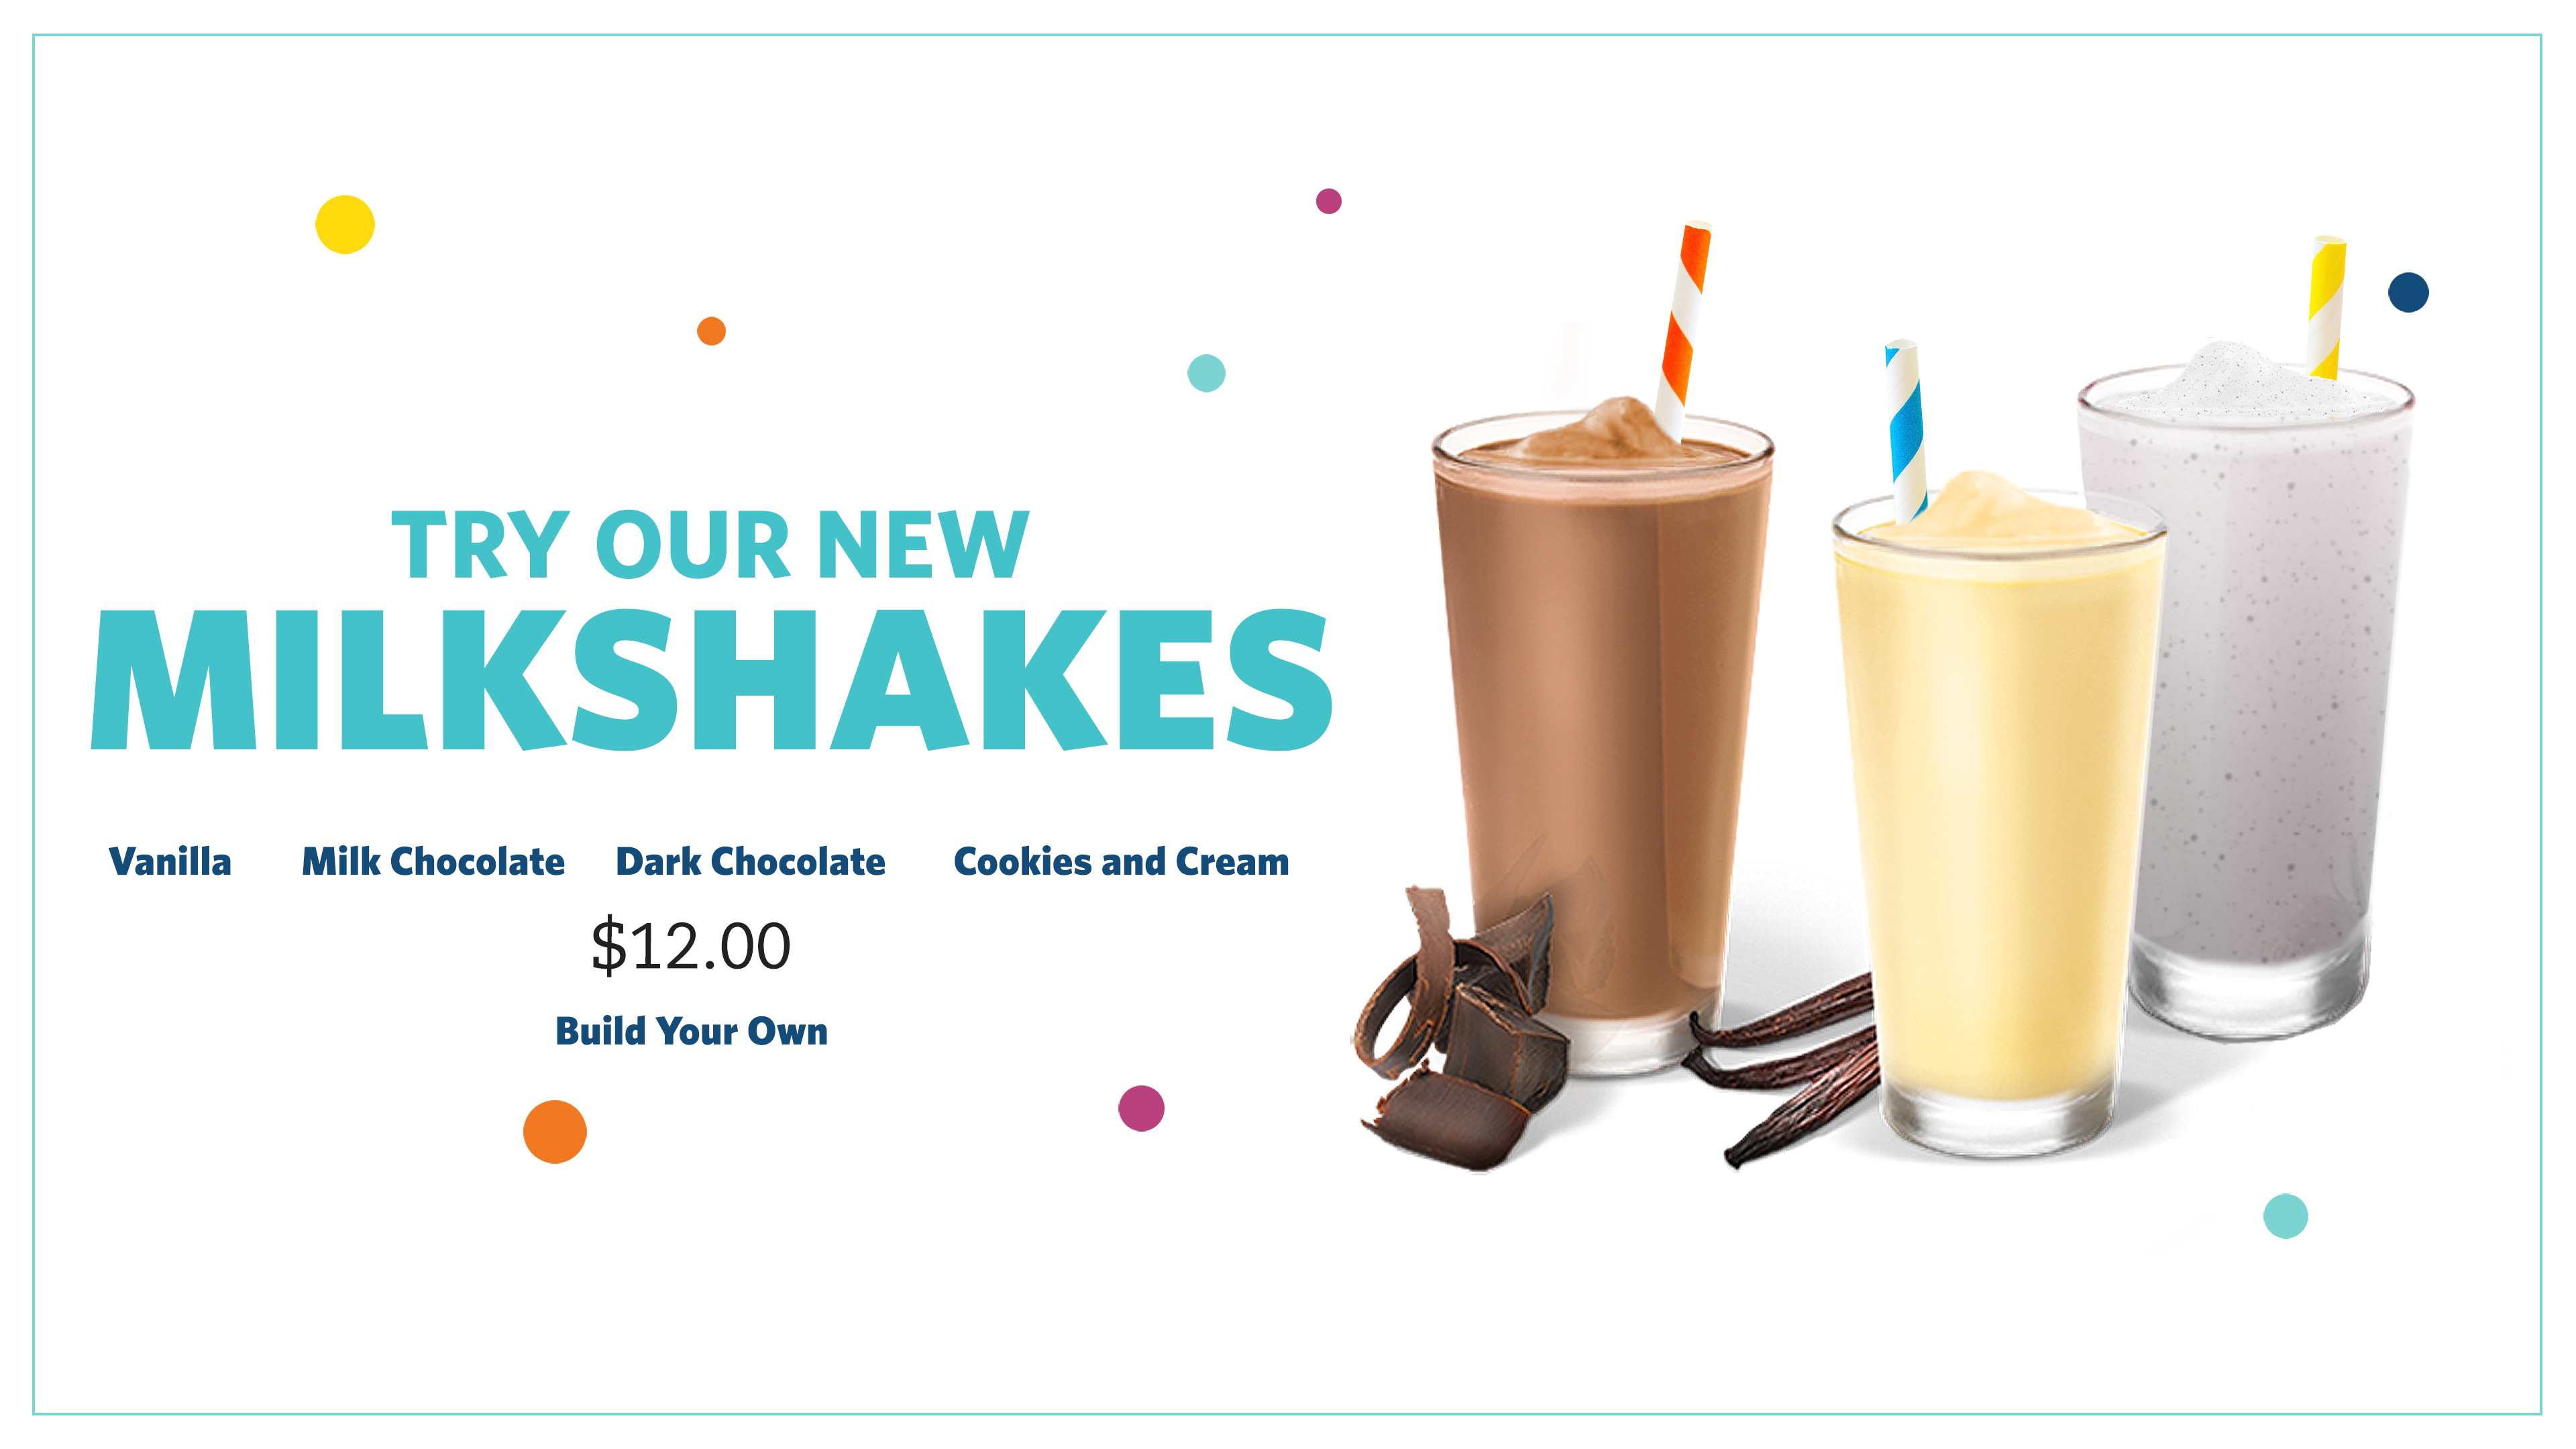 TRY OUR NEW
MILKSHAKES
Vanilla Milk Chocolate Dark Chocolate Cookies and Cream
$12.00
Build Your Own